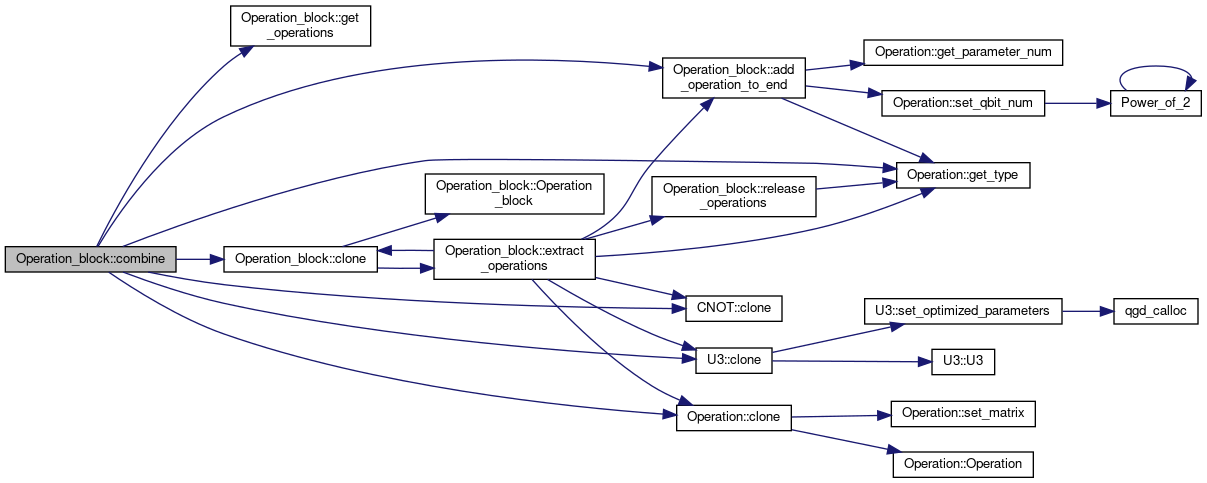 Operation_block::combine
Operation_block::get
_operations
Operation_block::clone
Operation_block::Operation
_block
Operation_block::extract
_operations
Operation_block::add
_operation_to_end
Operation_block::release
_operations
CNOT::clone
U3::clone
Operation::clone
Operation::get_parameter_num
Operation::set_qbit_num
Power_of_2
Operation::get_type
U3::set_optimized_parameters
qgd_calloc
U3::U3
Operation::set_matrix
Operation::Operation